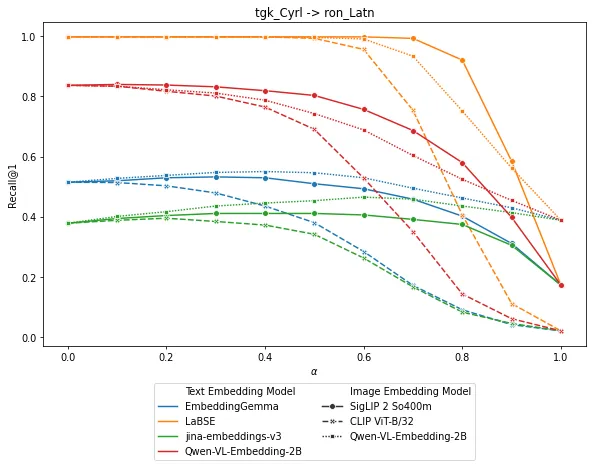 tgk_Cyrl -> ron_Latn
Recall@1
1.0
0.8
0.6
0.4
0.2
0.0
0.0 0.2 0.4 0.6 0.8 1.0
α
Text Embedding Model
EmbeddingGemma
LaBSE
jina-embeddings-v3
Qwen-VL-Embedding-2B
Image Embedding Model
SigLIP 2 So400m
CLIP ViT-B/32
Qwen-VL-Embedding-2B